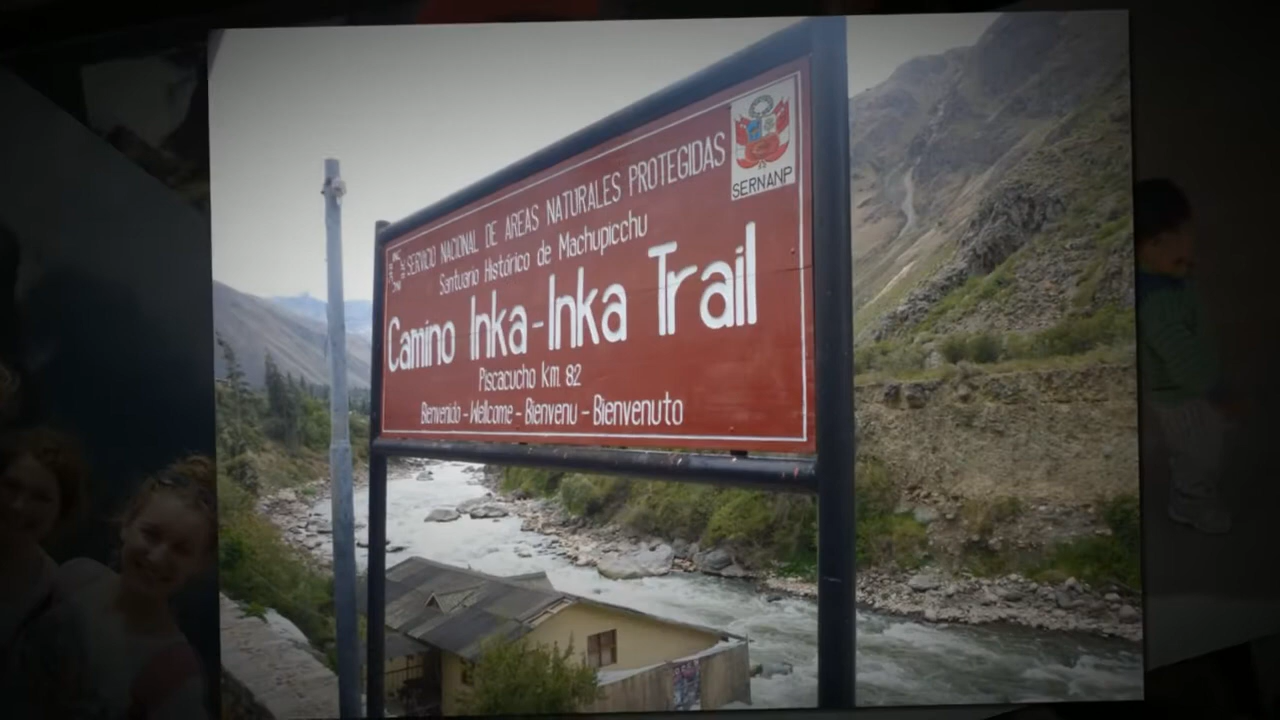 SERVICIO NACIONAL DE AREAS NATURALES PROTEGIDAS
SERNANP
Santuario Histórico de Machupicchu
Camino Inka-Inka Trail
Piscacucho km. 82
Bienvenido - Wellcome - Bienvenu - Bienvenuto